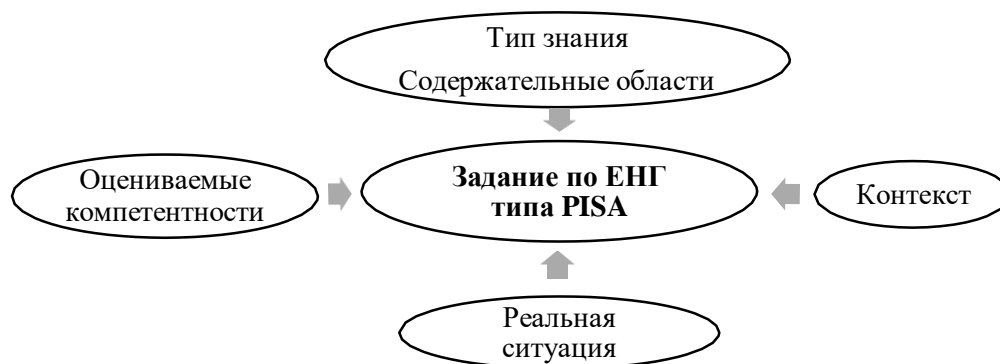 Тип знания
Содержательные области
Оцениваемые
компетентности
Задание по ЕНГ
типа PISA
Контекст
Реальная
ситуация